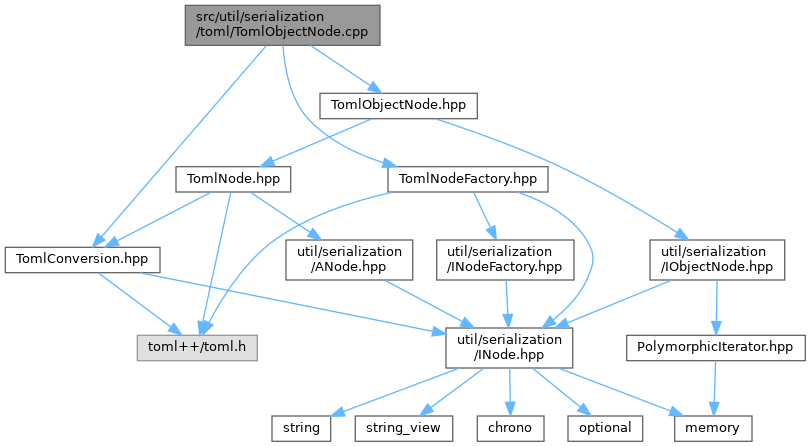 src/util/serialization
/toml/TomlObjectNode.cpp
TomlObjectNode.hpp
TomlNode.hpp
TomlNodeFactory.hpp
TomlConversion.hpp
util/serialization
/ANode.hpp
util/serialization
/INodeFactory.hpp
util/serialization
/IObjectNode.hpp
toml++/toml.h
util/serialization
/INode.hpp
PolymorphicIterator.hpp
string
string_view
chrono
optional
memory